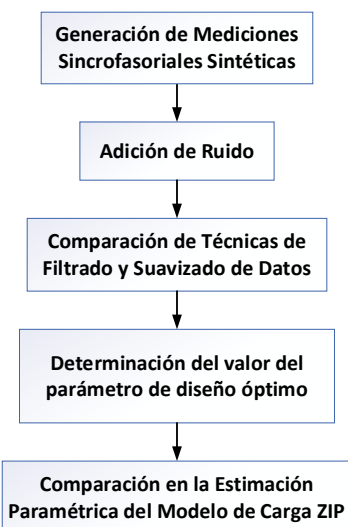 Generación de Mediciones
Sincrofasoriales Sintéticas
Adición de Ruido
Comparación de Técnicas de
Filtrado y Suavizado de Datos
Determinación del valor del
parámetro de diseño óptimo
Comparación en la Estimación
Paramétrica del Modelo de Carga ZIP